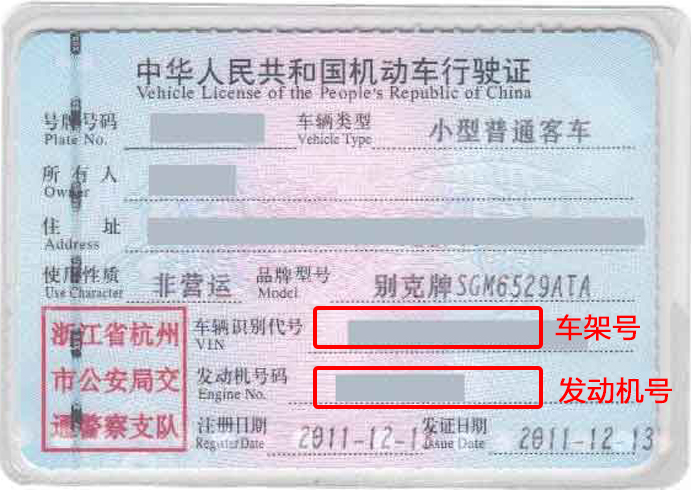 中华人民共和国机动车行驶证
Vehicle License of the People's Republic of China
号牌号码 车辆类型 小型普通客车
Plate No. Vehicle Type
所有人
Owner
住址
Address
使用性质 非营运 品牌型号 别克牌SGM6529ATA
Use Character Model
浙江省杭州 车辆识别代号 车架号
VIN
市公安局交 发动机号码 发动机号
Engine No.
通警察支队 注册日期 2011-12-13 发证日期 2011-12-13
Register Date Issue Date